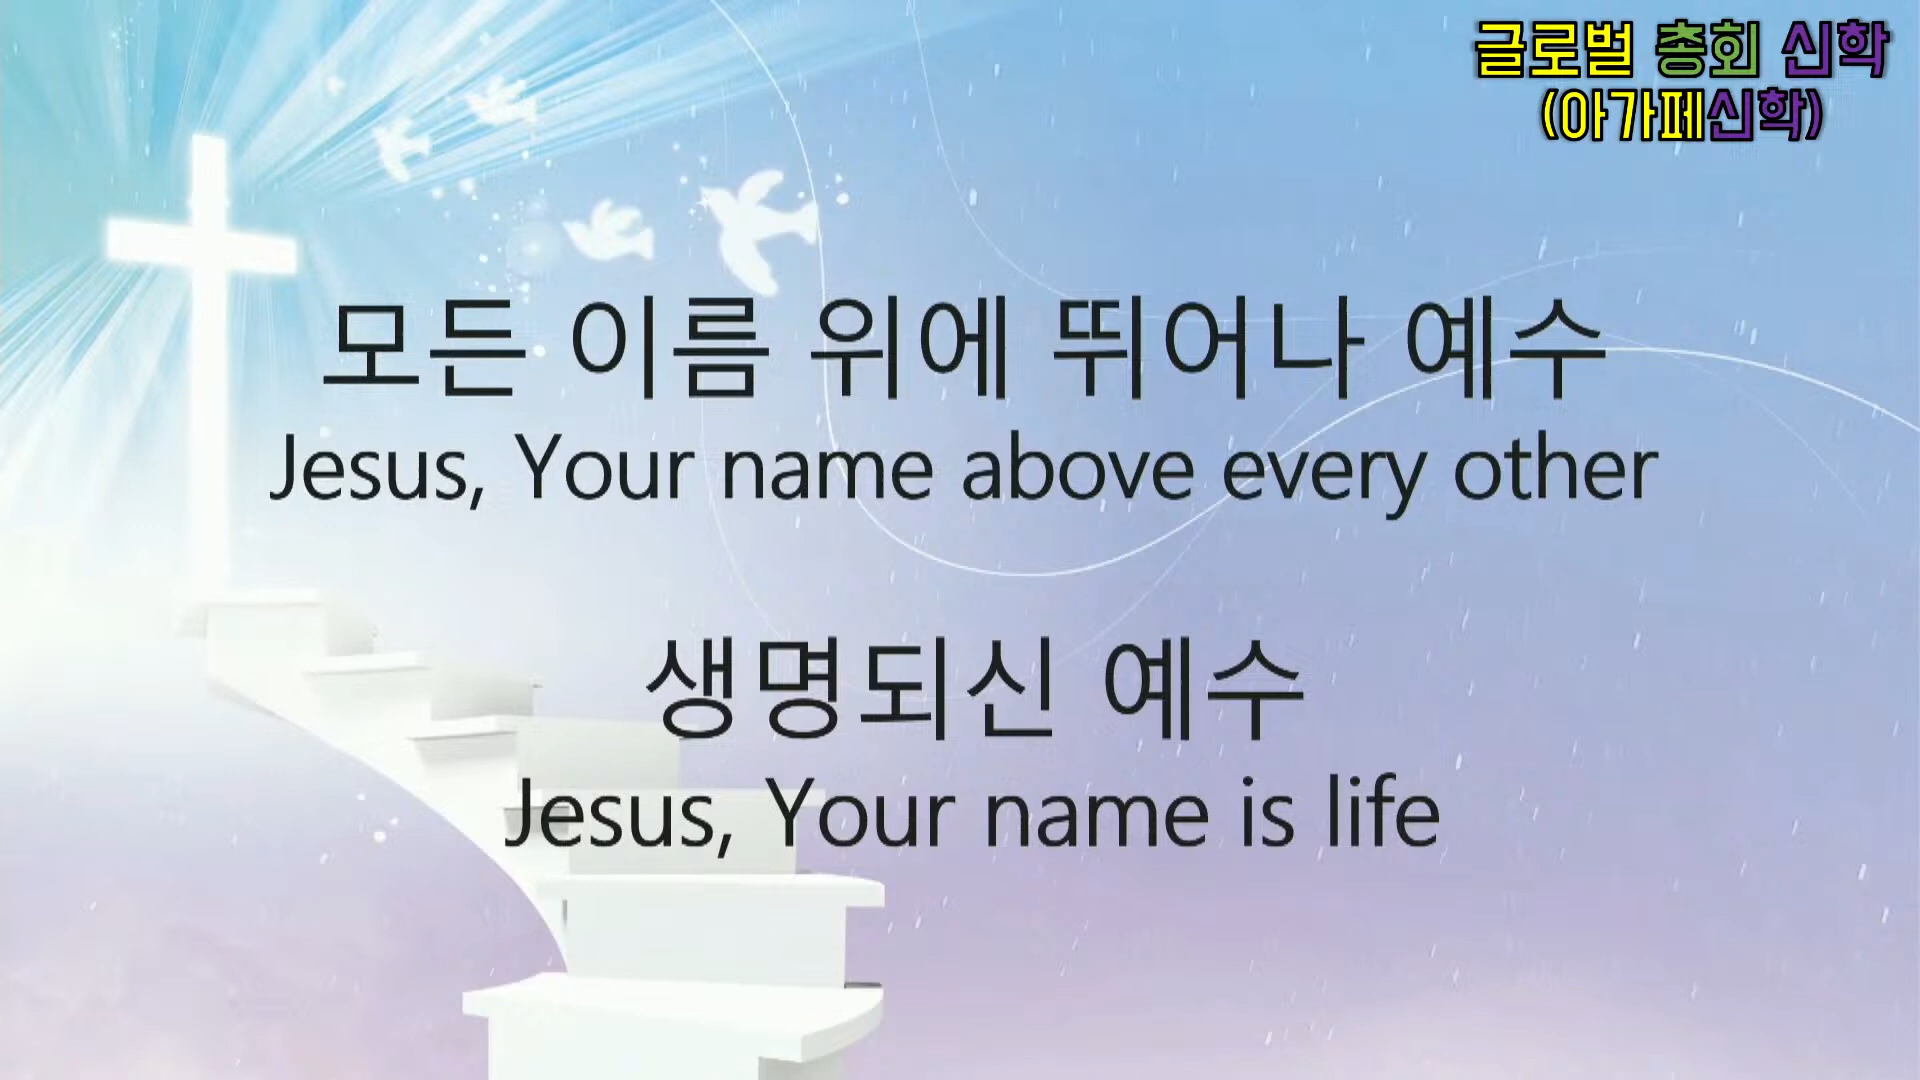 글로벌 총회 신학
(아가페신학)
모든 이름 위에 뛰어나 예수
Jesus, Your name above every other
생명되신 예수
Jesus, Your name is life